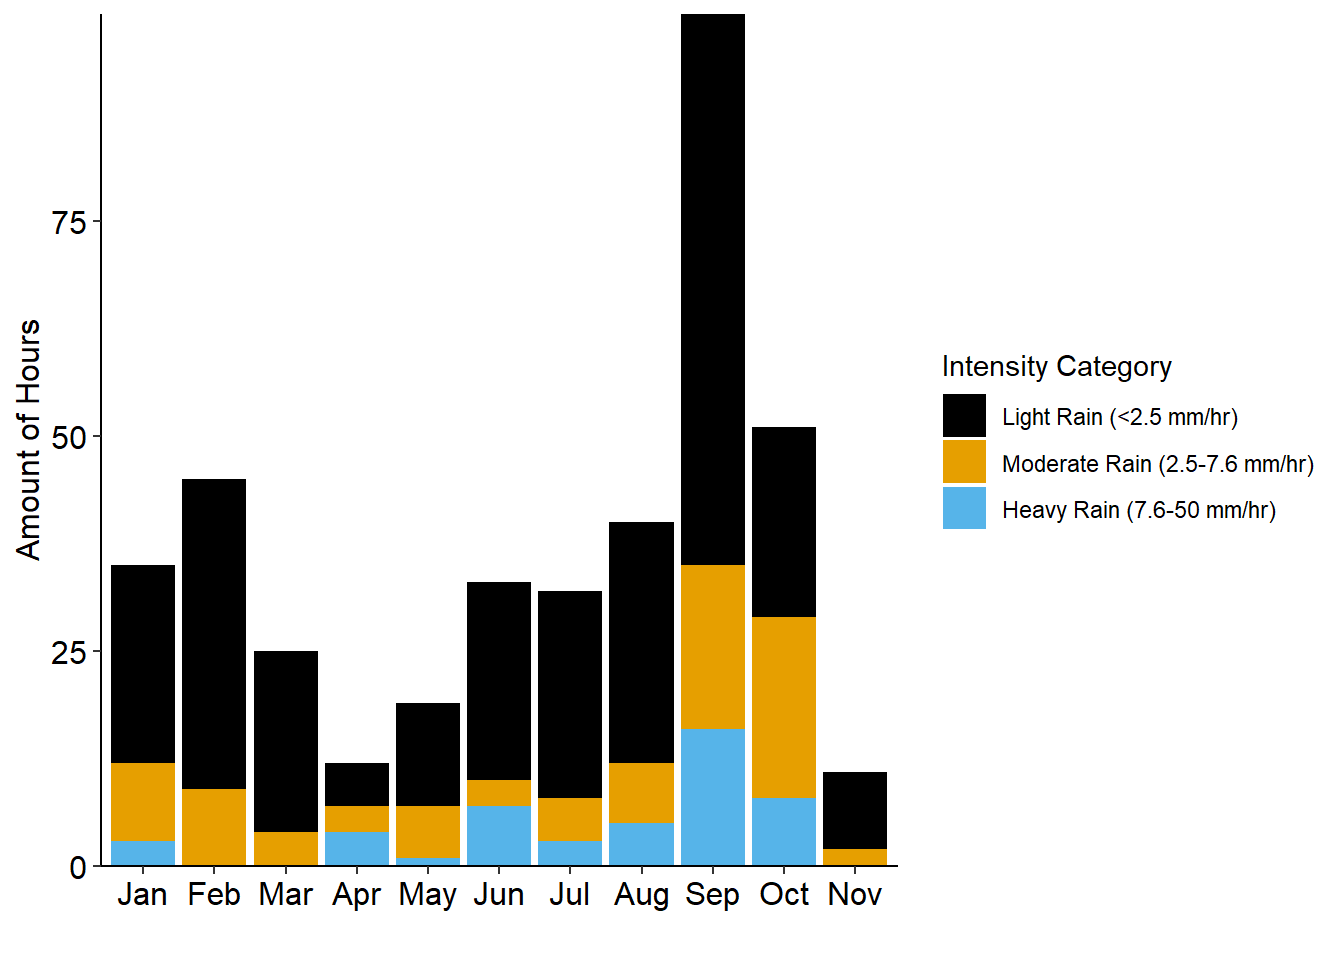 Amount of Hours
75
50
25
0
Jan Feb Mar Apr May Jun Jul Aug Sep Oct Nov
Intensity Category
Light Rain (<2.5 mm/hr)
Moderate Rain (2.5-7.6 mm/hr)
Heavy Rain (7.6-50 mm/hr)